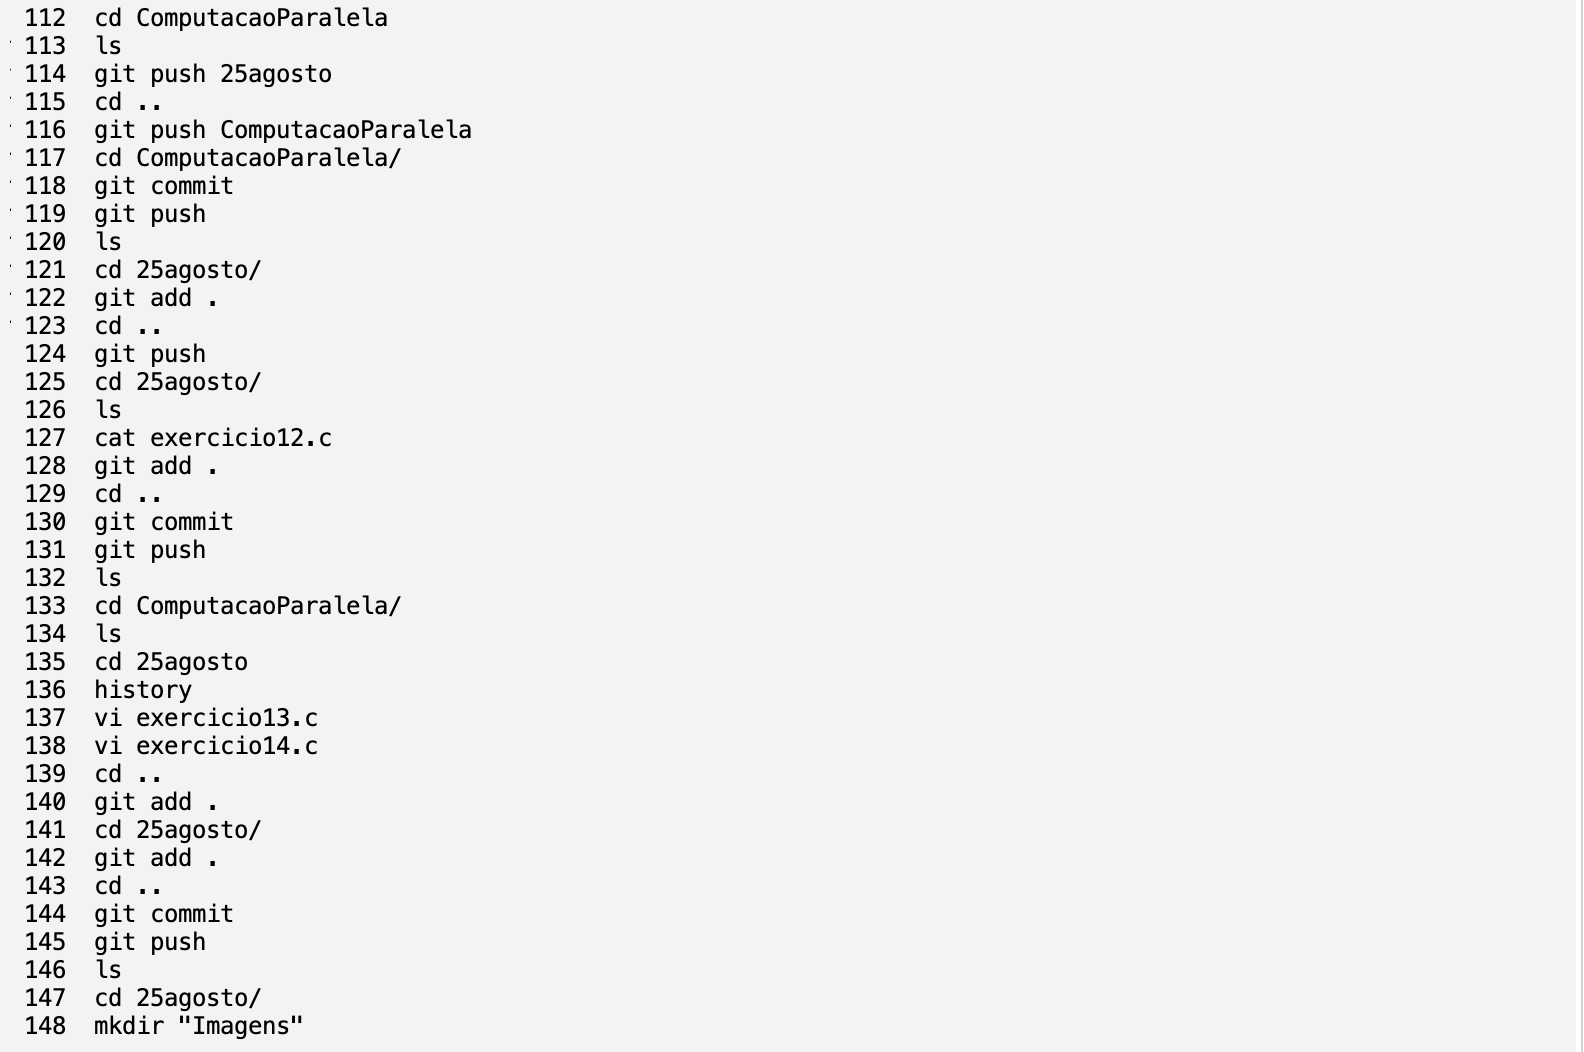 112 cd ComputacaoParalela
113 ls
114 git push 25agosto
115 cd ..
116 git push ComputacaoParalela
117 cd ComputacaoParalela/
118 git commit
119 git push
120 ls
121 cd 25agosto/
122 git add .
123 cd ..
124 git push
125 cd 25agosto/
126 ls
127 cat exercicio12.c
128 git add .
129 cd ..
130 git commit
131 git push
132 ls
133 cd ComputacaoParalela/
134 ls
135 cd 25agosto
136 history
137 vi exercicio13.c
138 vi exercicio14.c
139 cd ..
140 git add .
141 cd 25agosto/
142 git add .
143 cd ..
144 git commit
145 git push
146 ls
147 cd 25agosto/
148 mkdir "Imagens"